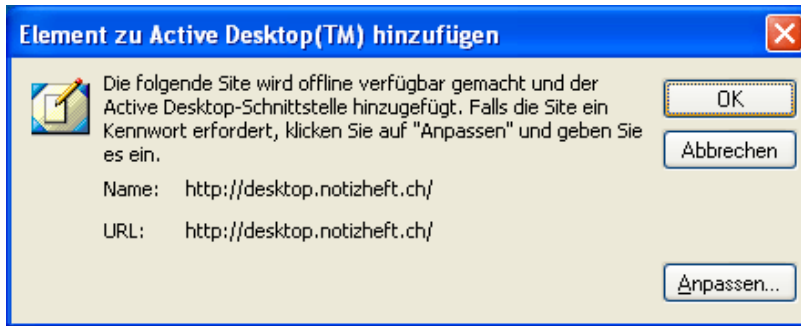 Element zu Active Desktop(TM) hinzufügen
Die folgende Site wird offline verfügbar gemacht und der
Active Desktop-Schnittstelle hinzugefügt. Falls die Site ein
Kennwort erfordert, klicken Sie auf "Anpassen" und geben Sie
es ein.
OK
Abbrechen
Name: http://desktop.notizheft.ch/
URL: http://desktop.notizheft.ch/
Anpassen...